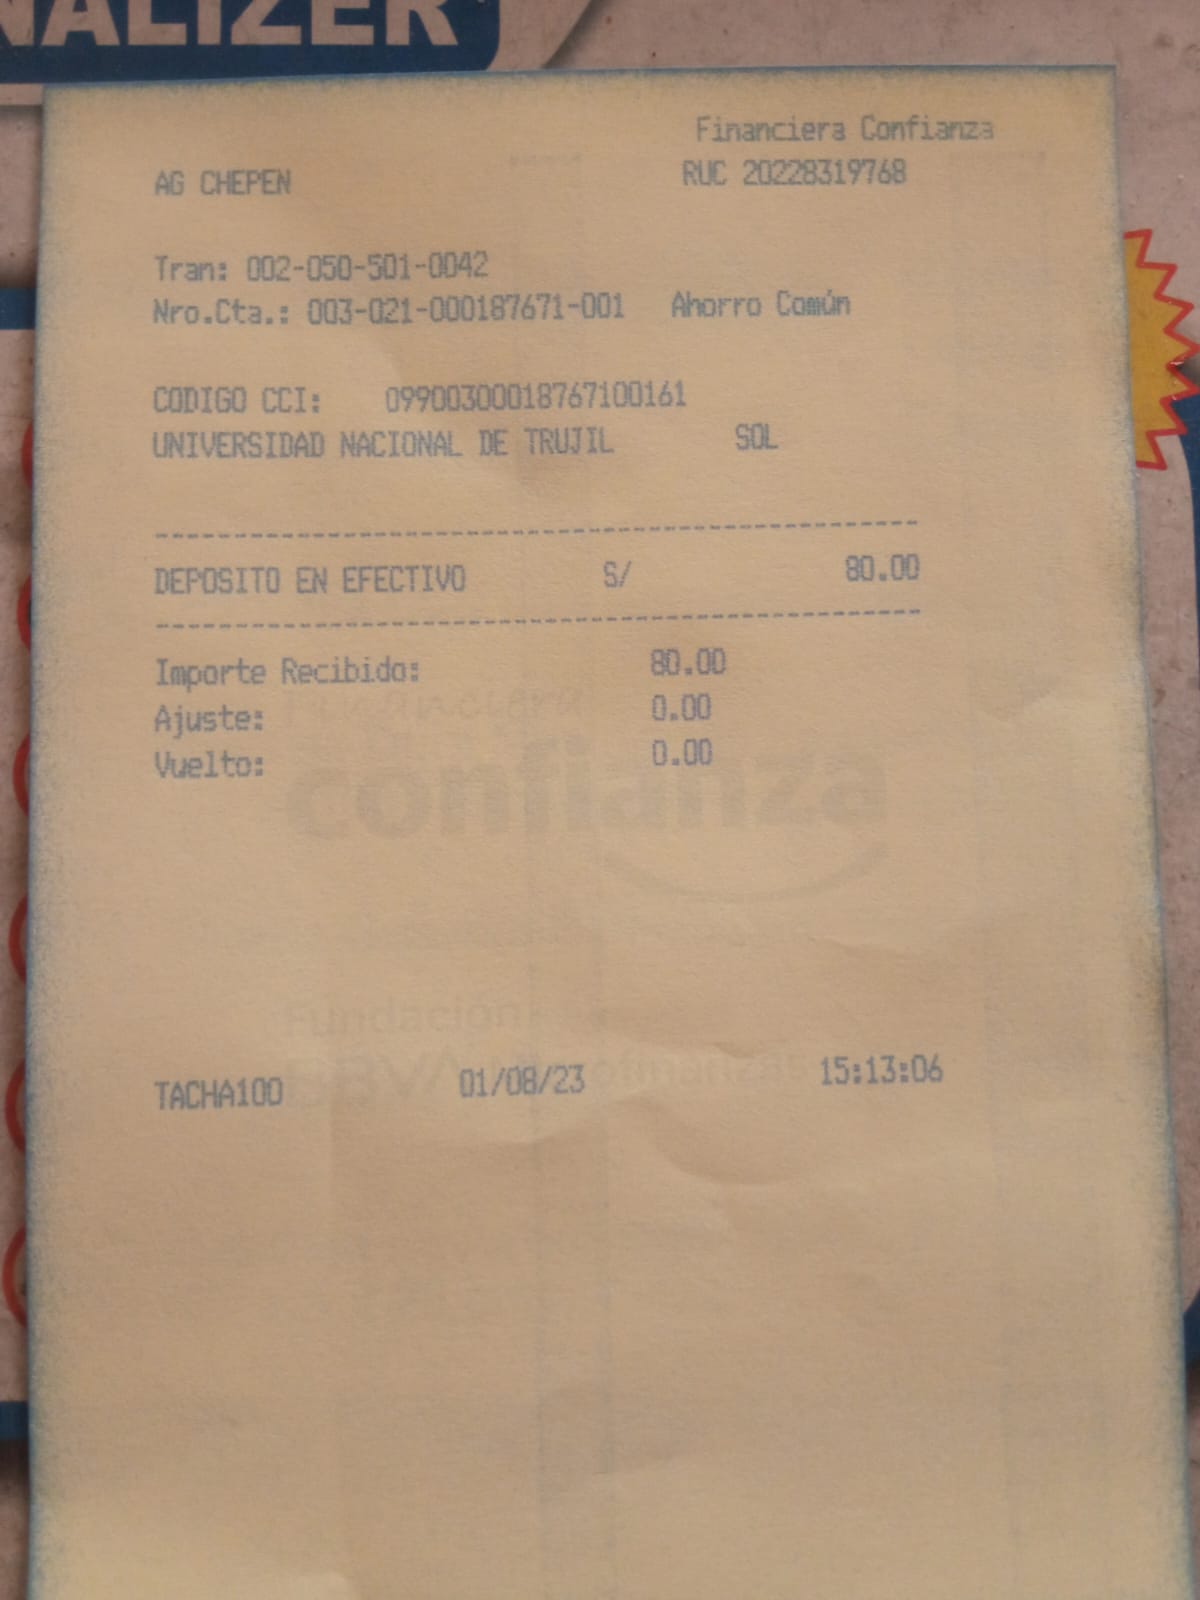 NALIZER
Financiera Confianza
AG CHEPEN RUC 20228319768
Tran: 002-050-501-0042
Nro.Cta.: 003-021-000187671-001 Ahorro Común
CODIGO CCI: 09900300018767100161
UNIVERSIDAD NACIONAL DE TRUJIL SOL
DEPOSITO EN EFECTIVO S/ 80.00
Importe Recibido: 80.00
Ajuste: 0.00
Vuelto: 0.00
Financiera
confianza
Fundación
BBVA
TACHA100 01/08/23 15:13:06